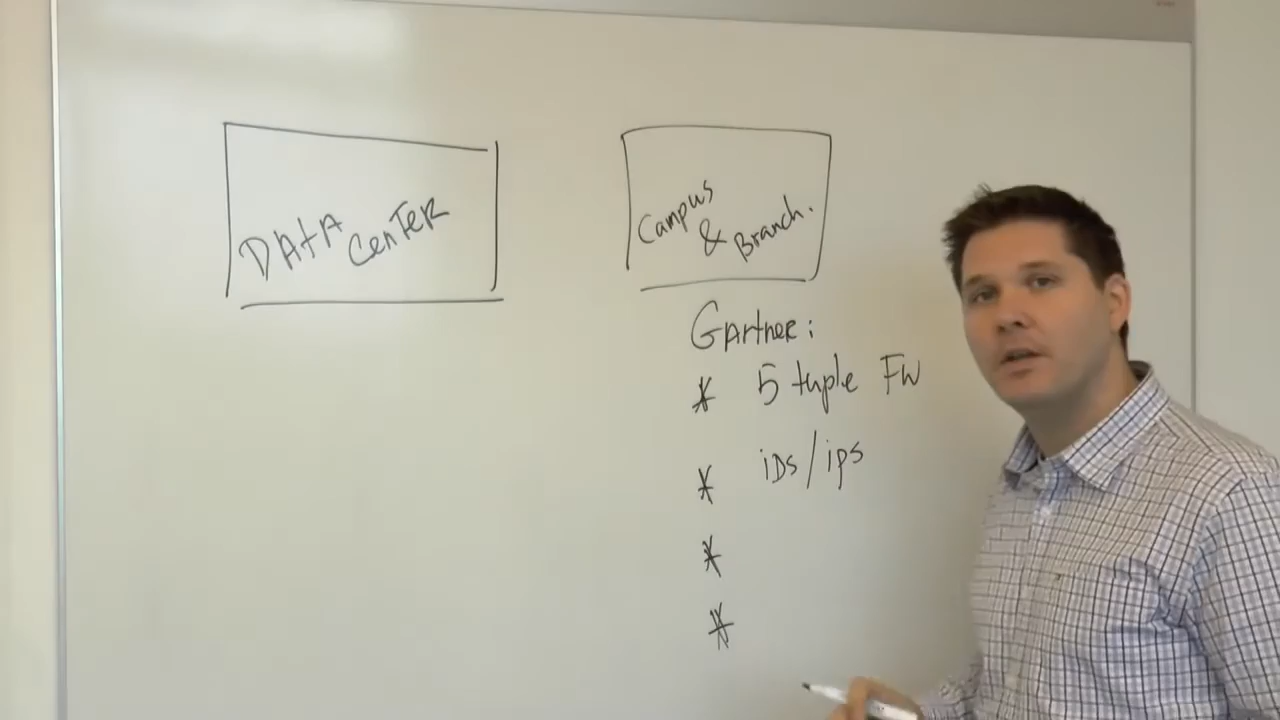 DATA CENTER
Campus
& Branch.
Gartner:
* 5 tuple FW
* iDS/ips
*
*